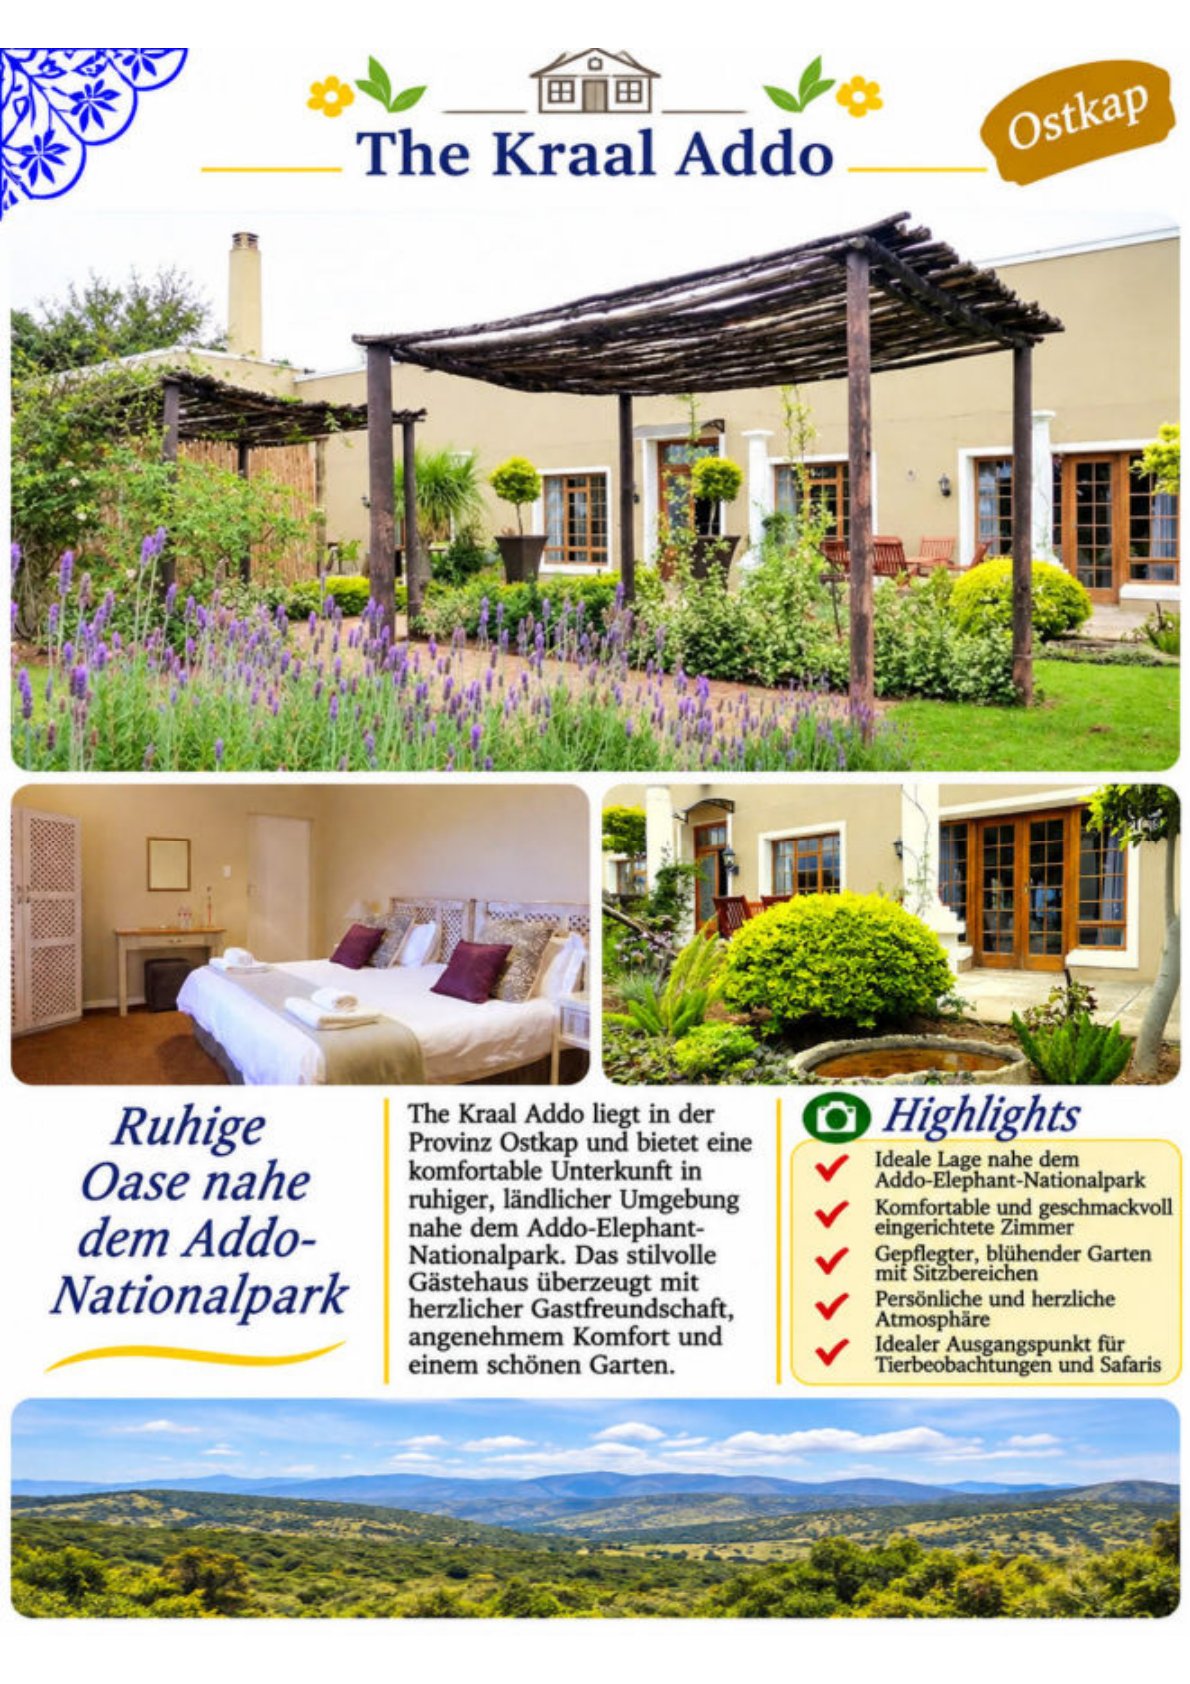 The Kraal Addo
Ostkap
Ruhige
Oase nahe
dem Addo-
Nationalpark
The Kraal Addo liegt in der
Provinz Ostkap und bietet eine
komfortable Unterkunft in
ruhiger, ländlicher Umgebung
nahe dem Addo-Elephant-
Nationalpark. Das stilvolle
Gästehaus überzeugt mit
herzlicher Gastfreundschaft,
angenehmem Komfort und
einem schönen Garten.
Highlights
Ideale Lage nahe dem
Addo-Elephant-Nationalpark
Komfortable und geschmackvoll
eingerichtete Zimmer
Gepflegter, blühender Garten
mit Sitzbereichen
Persönliche und herzliche
Atmosphäre
Idealer Ausgangspunkt für
Tierbeobachtungen und Safaris